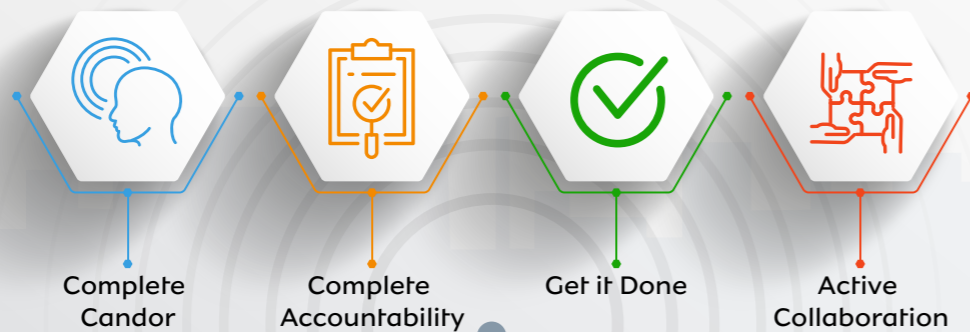 Complete
Candor
Complete
Accountability
Get it Done
Active
Collaboration